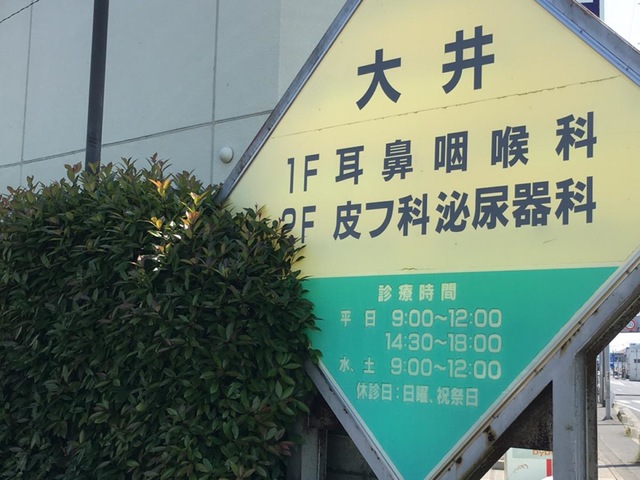 大井
1F 耳鼻咽喉科
2F 皮フ科泌尿器科
診療時間
平日 9:00～12:00
14:30～18:00
水、土 9:00～12:00
休診日:日曜、祝祭日